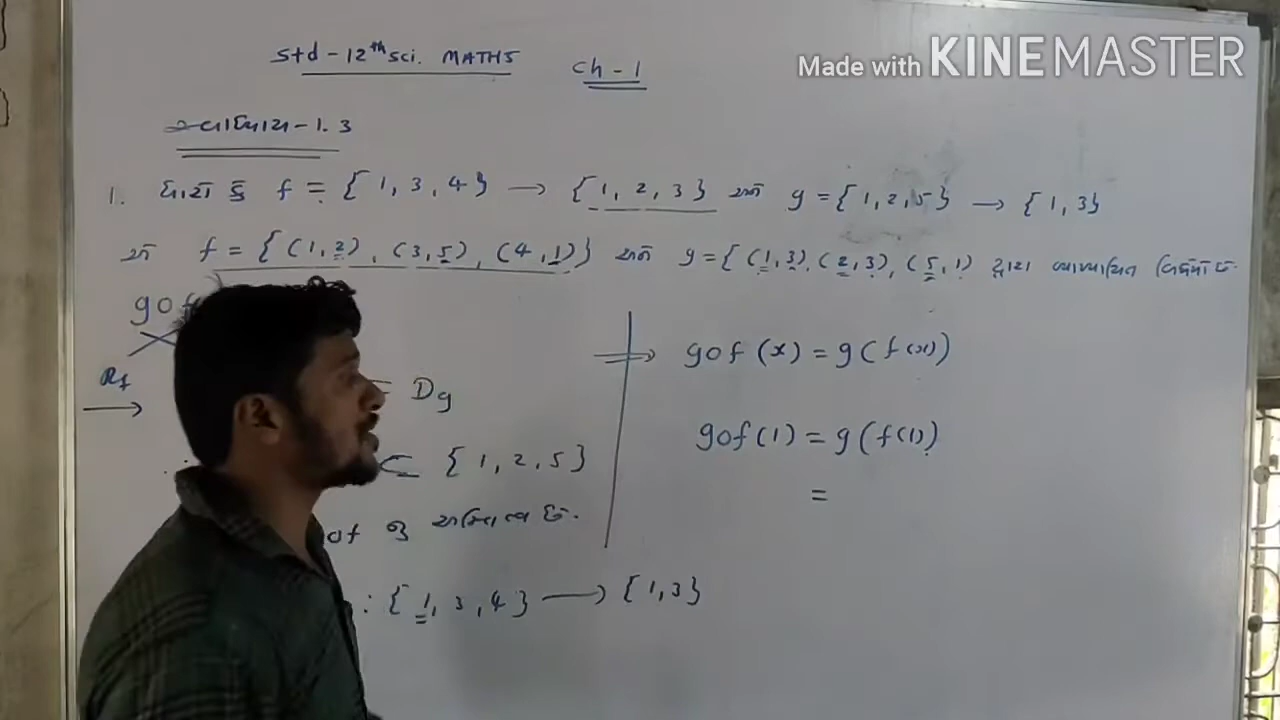 Made with KINEMASTER
Std - 12th sci. MATHS Ch - 1
સ્વાધ્યાય - 1.3
1. ધારો કે f = { 1, 3, 4 } → { 1, 2, 3 } અને g = { 1, 2, 5 } → { 1, 3 }
અને f = { (1, 2), (3, 5), (4, 1) } અને g = { (1, 3), (2, 3), (5, 1) દ્વારા વ્યાખ્યાયિત
gof
Rf → Dg
⊂ { 1, 2, 5 }
of નું અસ્તિત્વ છે.
: { 1, 3, 4 } → { 1, 3 }
⇒ gof (x) = g ( f(x) )
gof (1) = g ( f(1) )
=